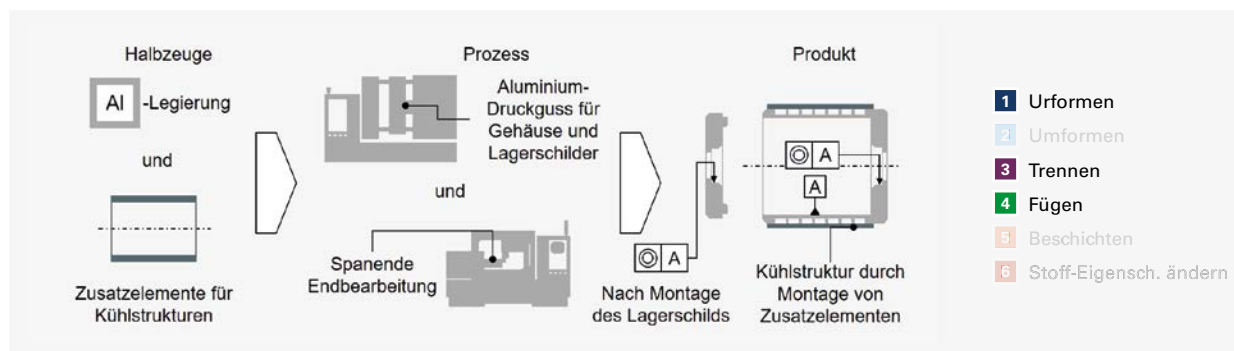 Halbzeuge
Al -Legierung
und
Zusatzelemente für
Kühlstrukturen
Prozess
Aluminium-
Druckguss für
Gehäuse und
Lagerschilder
und
Spanende
Endbearbeitung
Produkt
A
A
A
Nach Montage
des Lagerschilds
Kühlstruktur durch
Montage von
Zusatzelementen
1 Urformen
2 Umformen
3 Trennen
4 Fügen
5 Beschichten
6 Stoff-Eigensch. ändern